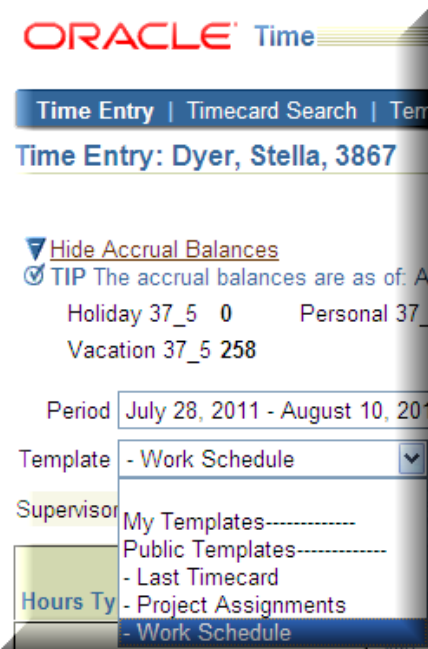 ORACLE Time
Time Entry | Timecard Search | Tem
Time Entry: Dyer, Stella, 3867
Hide Accrual Balances
TIP The accrual balances are as of: A
Holiday 37_5 0 Personal 37_
Vacation 37_5 258
Period July 28, 2011 - August 10, 201
Template - Work Schedule
Supervisor
My Templates-------------
Public Templates-------------
- Last Timecard
Hours Ty - Project Assignments
- Work Schedule